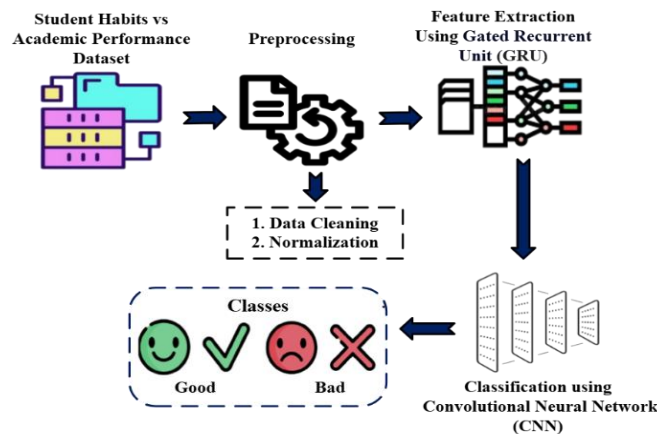 Student Habits vs
Academic Performance
Dataset
Preprocessing
Feature Extraction
Using Gated Recurrent
Unit (GRU)
1. Data Cleaning
2. Normalization
Classes
Good
Bad
Classification using
Convolutional Neural Network
(CNN)